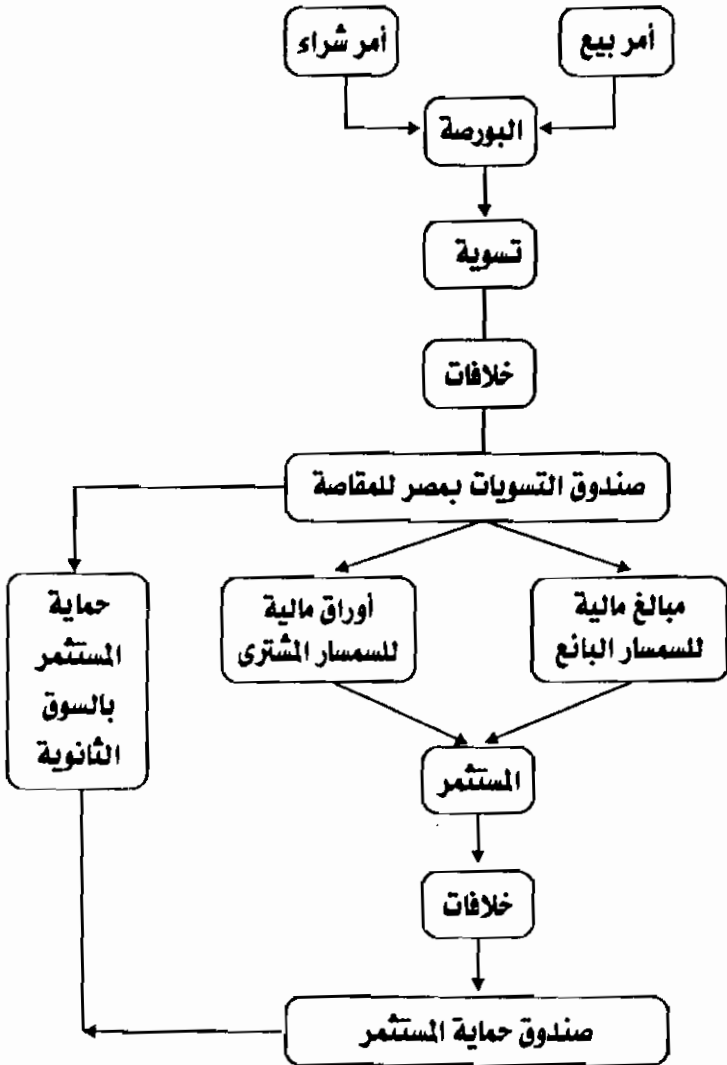 أمر بيع
أمر شراء
البورصة
تسوية
خلافات
صندوق التسويات بمصر للمقاصة
مبالغ مالية
للسمسار البائع
أوراق مالية
للسمسار المشترى
حماية
المستثمر
بالسوق
الثانوية
المستثمر
خلافات
صندوق حماية المستثمر